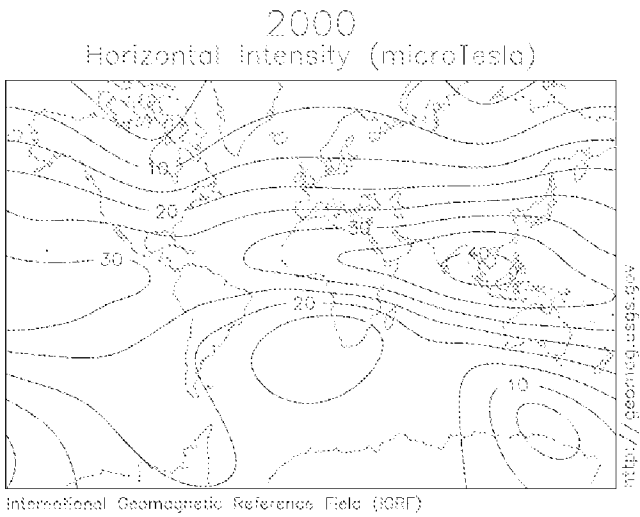 2000
Horizontal Intensity (microTesla)
10
20
30
30
40
20
10
http://geomag.usgs.gov
International Geomagnetic Reference Field (IGRF)